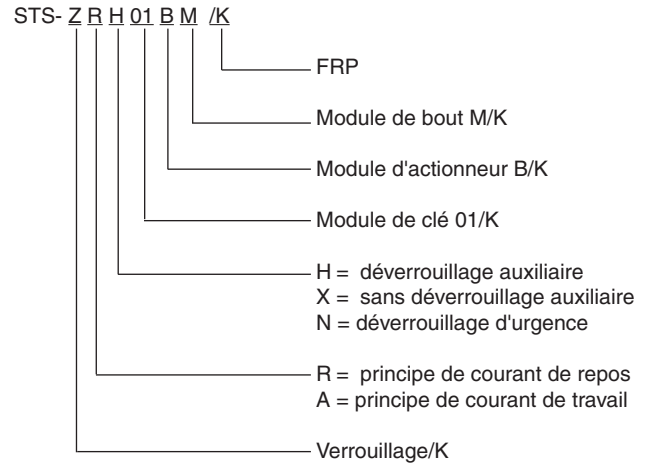 STS- Z R H 01 B M /K
FRP
Module de bout M/K
Module d'actionneur B/K
Module de clé 01/K
H = déverrouillage auxiliaire
X = sans déverrouillage auxiliaire
N = déverrouillage d'urgence
R = principe de courant de repos
A = principe de courant de travail
Verrouillage/K